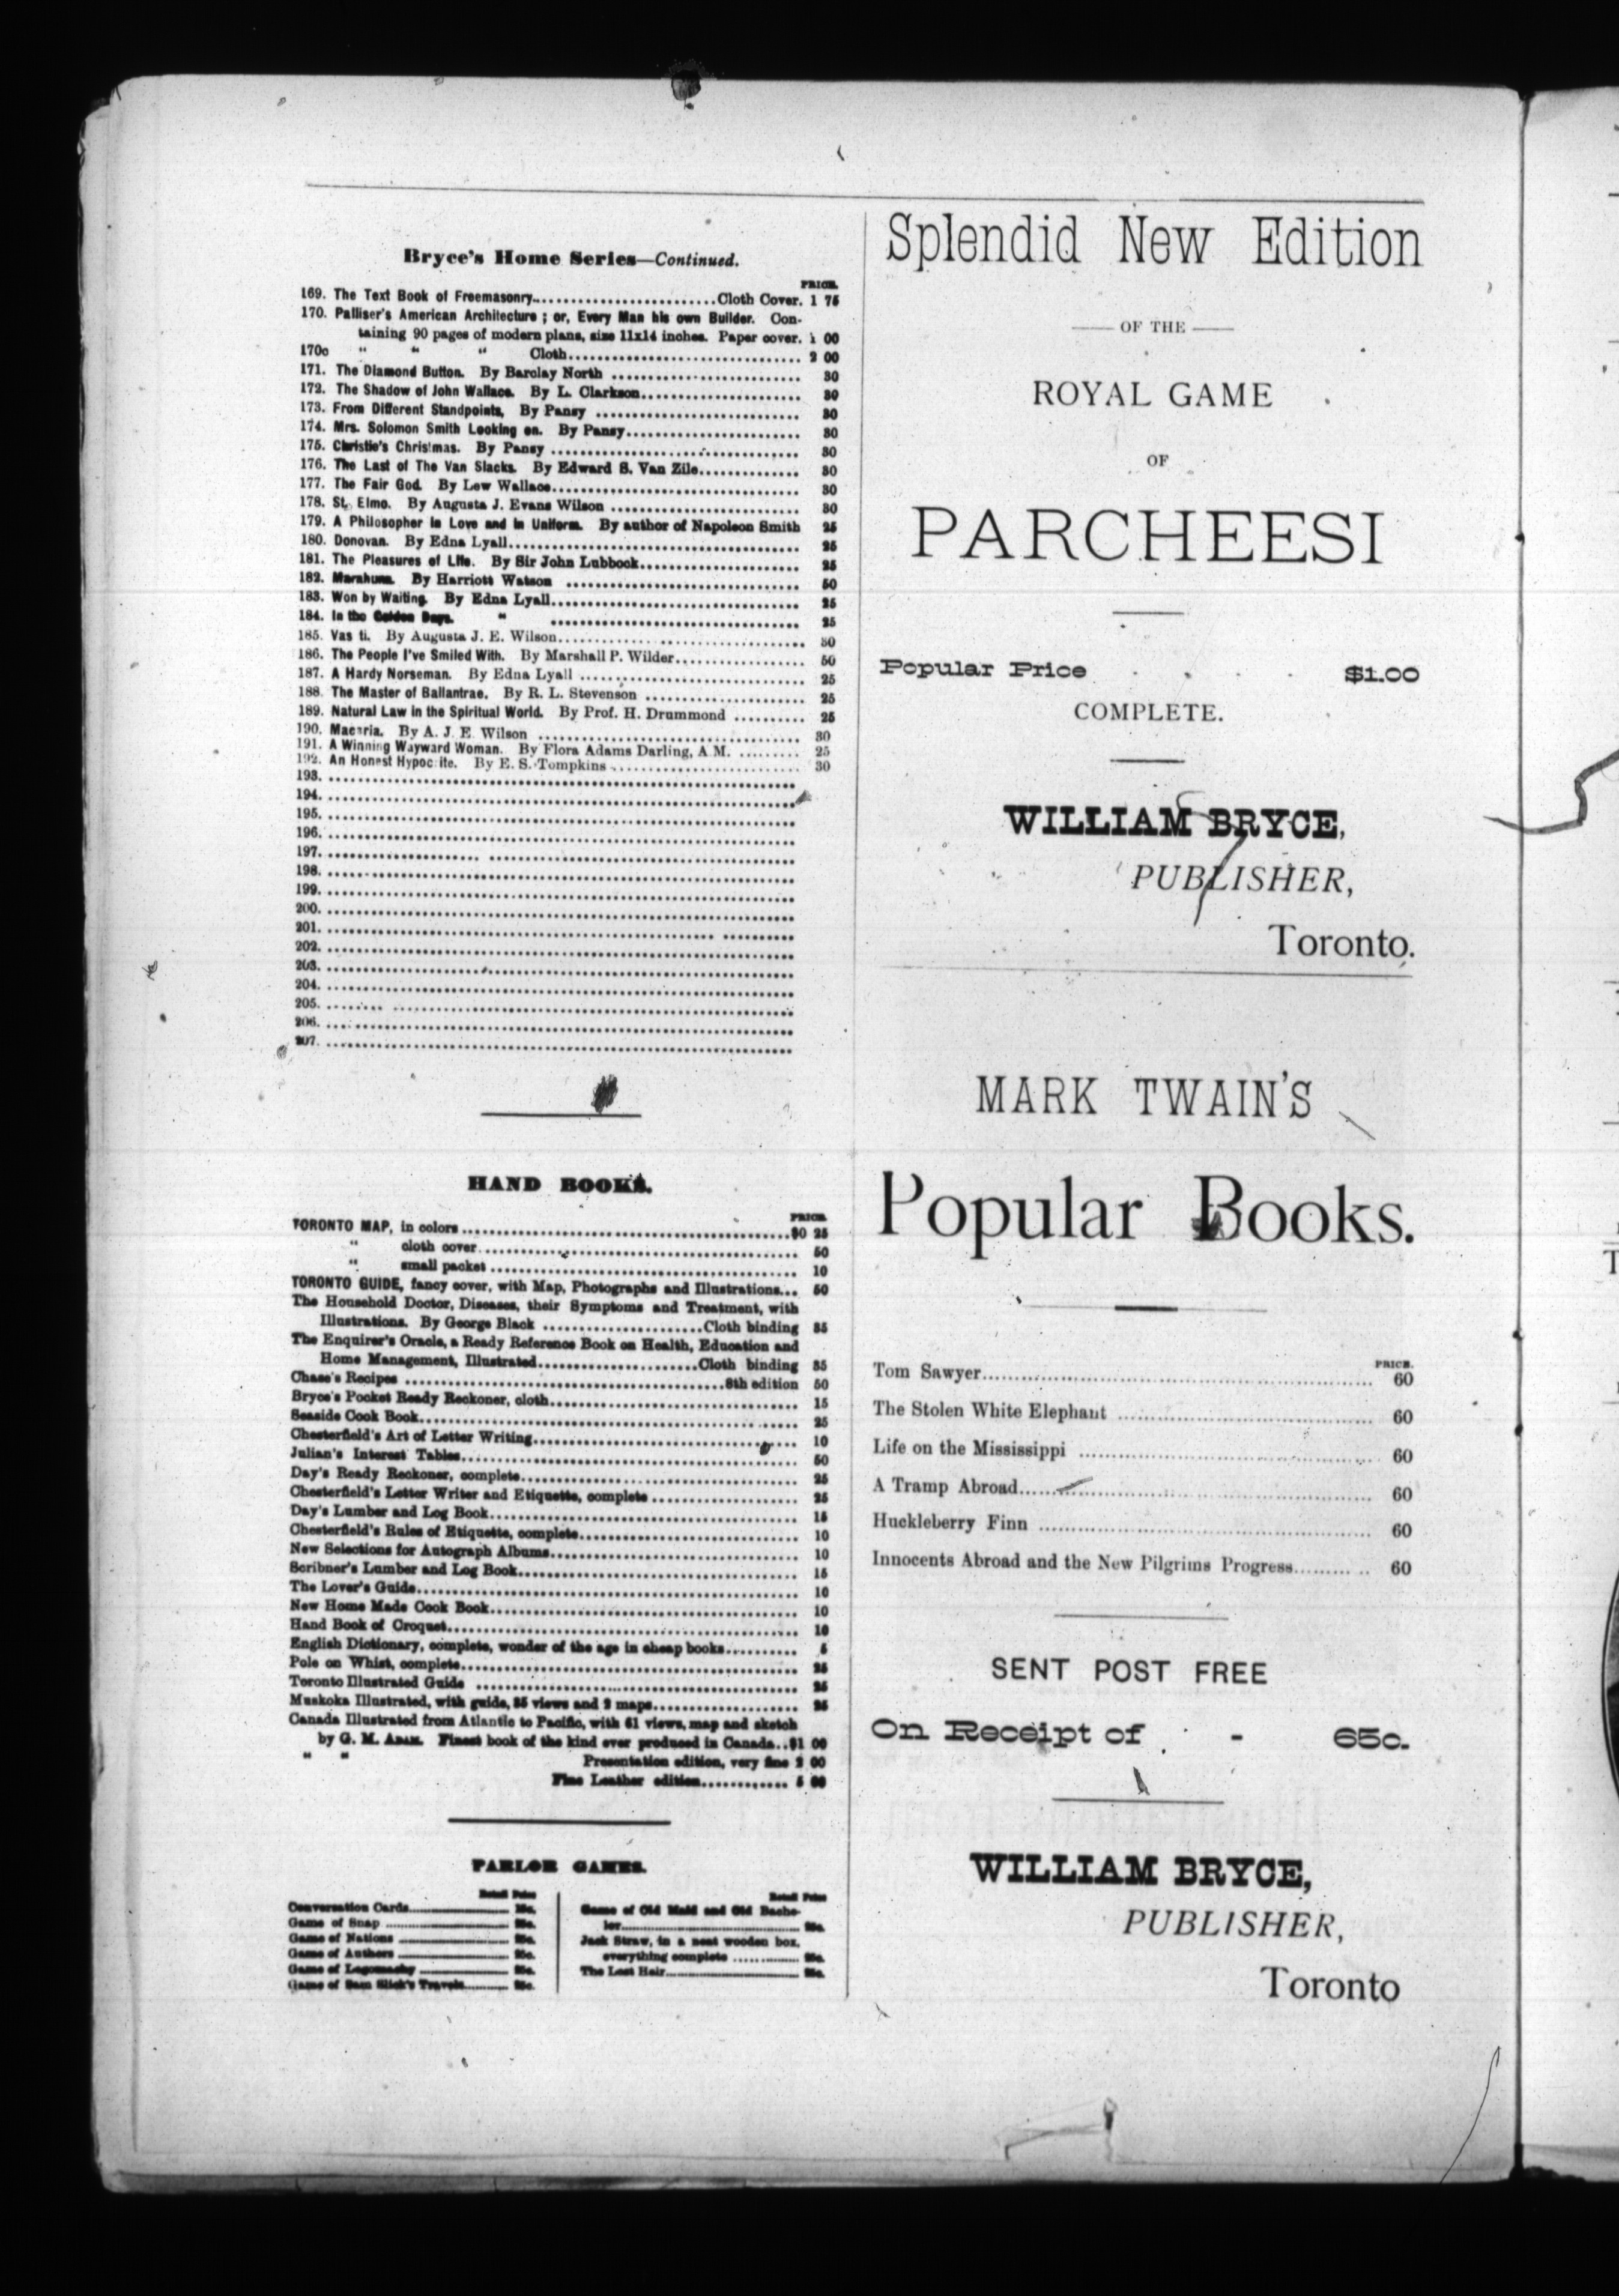 Bryce's Home Series—Continued.
PRICE.
169. The Text Book of Freemasonry..........................Cloth Cover. 1 75
170. Palliser's American Architecture ; or, Every Man his own Builder. Con-
taining 90 pages of modern plans, size 11x14 inches. Paper cover. 1 00
170c " " " Cloth.............................. 2 00
171. The Diamond Button. By Barclay North ........................... 30
172. The Shadow of John Wallace. By L. Clarkson..................... 30
173. From Different Standpoints, By Pansy ........................... 30
174. Mrs. Solomon Smith Looking on. By Pansy....................... 30
175. Christie's Christmas. By Pansy ................................. 30
176. The Last of The Van Slacks. By Edward S. Van Zile............. 30
177. The Fair God. By Lew Wallace................................ 30
178. St. Elmo. By Augusta J. Evans Wilson ......................... 30
179. A Philosopher in Love and in Uniform. By author of Napoleon Smith 25
180. Donovan. By Edna Lyall...................................... 25
181. The Pleasures of Life. By Sir John Lubbock..................... 25
182. Marahuna. By Harriott Watson .............................. 50
183. Won by Waiting. By Edna Lyall................................ 25
184. In the Golden Days. " ................................ 25
185. Vas ti. By Augusta J. E. Wilson................................ 30
186. The People I've Smiled With. By Marshall P. Wilder................. 50
187. A Hardy Norseman. By Edna Lyall ............................. 25
188. The Master of Ballantrae. By R. L. Stevenson ..................... 25
189. Natural Law in the Spiritual World. By Prof. H. Drummond .......... 25
190. Macaria. By A. J. E. Wilson .................................. 30
191. A Winning Wayward Woman. By Flora Adams Darling, A.M. ......... 25
192. An Honest Hypocrite. By E. S. Tompkins ......................... 30
193. ..........
194. ..........
195. ..........
196. ..........
197. ..........
198. ..........
199. ..........
200. ..........
201. ..........
202. ..........
203. ..........
204. ..........
205. ..........
206. ..........
207. ..........
HAND BOOKS.
PRICE.
TORONTO MAP, in colors..........$0 25
" cloth cover.......... 50
" small packet.......... 10
TORONTO GUIDE, fancy cover, with Map, Photographs and Illustrations... 50
The Household Doctor, Diseases, their Symptoms and Treatment, with
Illustrations. By George Black ..........Cloth binding 35
The Enquirer's Oracle, a Ready Reference Book on Health, Education and
Home Management, Illustrated..........Cloth binding 35
Chase's Recipes ..........8th edition 50
Bryce's Pocket Ready Reckoner, cloth.......... 15
Seaside Cook Book.......... 25
Chesterfield's Art of Letter Writing.......... 10
Julian's Interest Tables.......... 50
Day's Ready Reckoner, complete.......... 25
Chesterfield's Letter Writer and Etiquette, complete.......... 25
Day's Lumber and Log Book.......... 15
Chesterfield's Rules of Etiquette, complete.......... 10
New Selections for Autograph Albums.......... 10
Scribner's Lumber and Log Book.......... 15
The Lover's Guide.......... 10
New Home Made Cook Book.......... 10
Hand Book of Croquet.......... 10
English Dictionary, complete, wonder of the age in cheap books.......... 5
Pole on Whist, complete.......... 25
Toronto Illustrated Guide .......... 25
Muskoka Illustrated, with guide, 35 views and 2 maps.......... 25
Canada Illustrated from Atlantic to Pacific, with 61 views, map and sketch
by G. M. ADAM. Finest book of the kind ever produced in Canada..$1 00
" " Presentation edition, very fine 2 00
Fine Leather edition............ 5 00
PARLOR GAMES.
Retail Price
Conversation Cards..........
Game of Snap ..........
Game of Nations ..........
Game of Authors ..........
Game of Logomachy ..........
Game of Sam Slick's Travels..........
Retail Price
Game of Old Maid and Old Bache-
lor..........
Jack Straw, in a neat wooden box,
everything complete ..........
The Lost Heir..........
Splendid New Edition
OF THE
ROYAL GAME
OF
PARCHEESI
Popular Price . . . . $1.00
COMPLETE.
WILLIAM BRYCE,
PUBLISHER,
Toronto.
MARK TWAIN'S
Popular Books.
PRICE.
Tom Sawyer.......... 60
The Stolen White Elephant .......... 60
Life on the Mississippi .......... 60
A Tramp Abroad.......... 60
Huckleberry Finn .......... 60
Innocents Abroad and the New Pilgrims Progress.......... 60
SENT POST FREE
On Receipt of - 65c.
WILLIAM BRYCE,
PUBLISHER,
Toronto